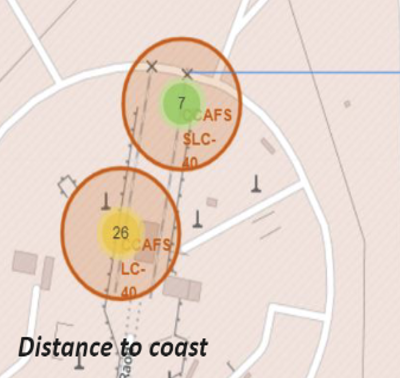 7
CCAFS
SLC-
40
26
CCAFS
LC-
40
Distance to coast